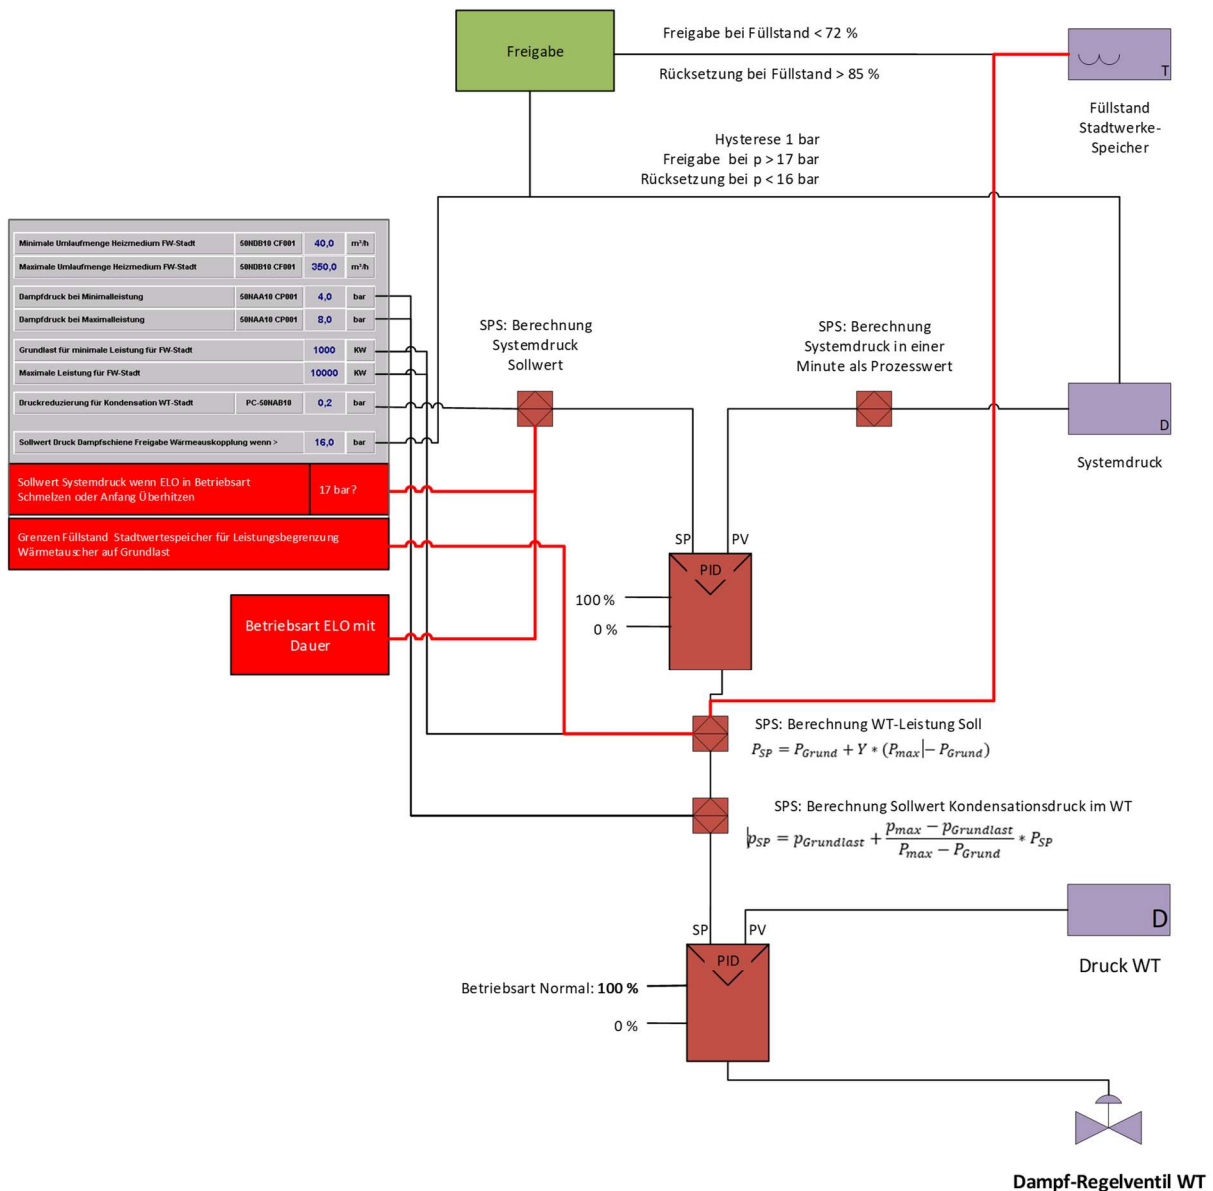 Freigabe
Freigabe bei Füllstand < 72 %
Rücksetzung bei Füllstand > 85 %
T
Füllstand
Stadtwerke-
Speicher
Hysterese 1 bar
Freigabe bei p > 17 bar
Rücksetzung bei p < 16 bar
Minimale Umlaufmenge Heizmedium FW-Stadt 50NDB10 CF001 40,0 m³/h
Maximale Umlaufmenge Heizmedium FW-Stadt 50NDB10 CF001 350,0 m³/h
Dampfdruck bei Minimalleistung 50NAA10 CP001 4,0 bar
Dampfdruck bei Maximalleistung 50NAA10 CP001 8,0 bar
Grundlast für minimale Leistung für FW-Stadt 1000 KW
Maximale Leistung für FW-Stadt 10000 KW
Druckreduzierung für Kondensation WT-Stadt PC-50NAB10 0,2 bar
Sollwert Druck Dampfschiene Freigabe Wärmeauskopplung wenn > 16,0 bar
Sollwert Systemdruck wenn ELO in Betriebsart
Schmelzen oder Anfang Überhitzen
17 bar?
Grenzen Füllstand Stadtwertespeicher für Leistungsbegrenzung
Wärmetauscher auf Grundlast
Betriebsart ELO mit
Dauer
SPS: Berechnung
Systemdruck
Sollwert
SPS: Berechnung
Systemdruck in einer
Minute als Prozesswert
D
Systemdruck
SP PV
PID
100 %
0 %
SPS: Berechnung WT-Leistung Soll
P_SP = P_Grund + Y * (P_max|− P_Grund)
SPS: Berechnung Sollwert Kondensationsdruck im WT
p_SP = p_Grundlast + (p_max − p_Grundlast)/(P_max − P_Grund) * P_SP
SP PV
PID
Betriebsart Normal: 100 %
0 %
D
Druck WT
Dampf-Regelventil WT